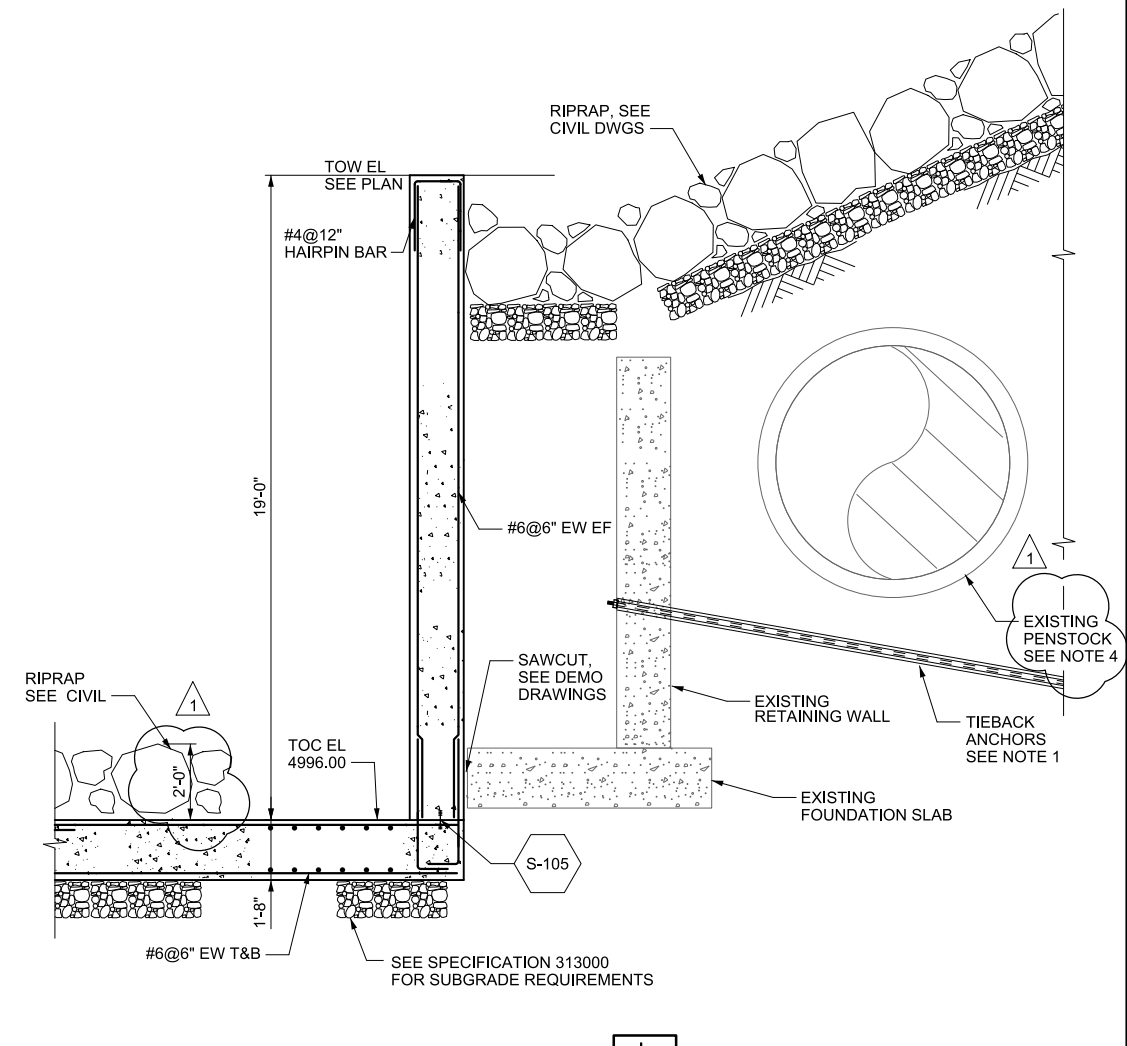 RIPRAP, SEE
CIVIL DWGS
TOW EL
SEE PLAN
#4@12"
HAIRPIN BAR
19'-0"
#6@6" EW EF
1
EXISTING
PENSTOCK
SEE NOTE 4
SAWCUT,
SEE DEMO
DRAWINGS
EXISTING
RETAINING WALL
TIEBACK
ANCHORS
SEE NOTE 1
RIPRAP
SEE CIVIL
1
TOC EL
4996.00
2'-0"
EXISTING
FOUNDATION SLAB
S-105
1'-8"
#6@6" EW T&B
SEE SPECIFICATION 313000
FOR SUBGRADE REQUIREMENTS